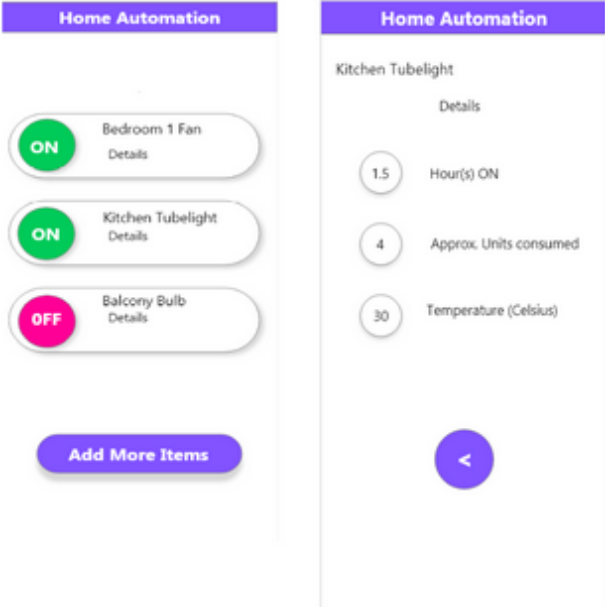 Home Automation
Bedroom 1 Fan
ON
Details
Kitchen Tubelight
ON
Details
Balcony Bulb
OFF
Details
Add More Items
Home Automation
Kitchen Tubelight
Details
1.5 Hour(s) ON
4 Approx. Units consumed
30 Temperature (Celsius)
<